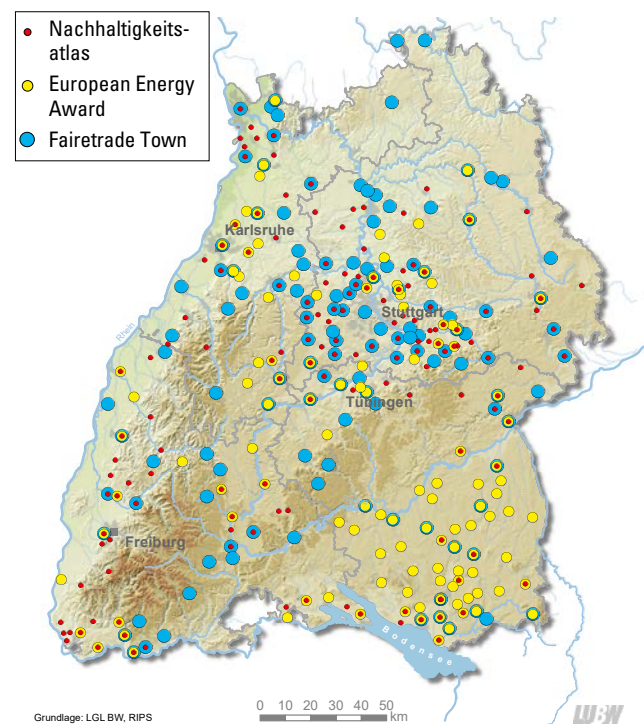 Nachhaltigkeits-
atlas
European Energy
Award
Fairetrade Town
Karlsruhe
Rhein
Stuttgart
Tübingen
Freiburg
Bodensee
Grundlage: LGL BW, RIPS
0 10 20 30 40 50
km
LUBW